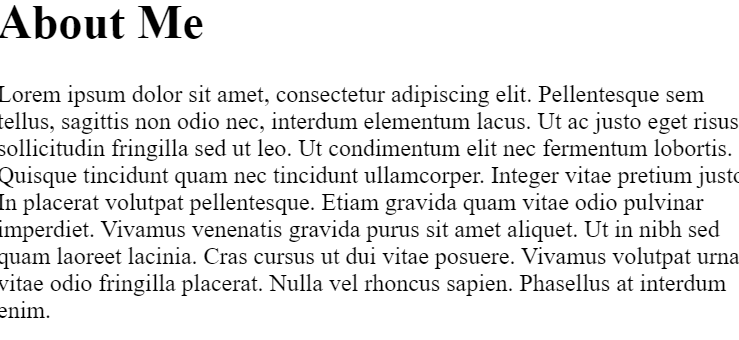 About Me
Lorem ipsum dolor sit amet, consectetur adipiscing elit. Pellentesque sem
tellus, sagittis non odio nec, interdum elementum lacus. Ut ac justo eget risus
sollicitudin fringilla sed ut leo. Ut condimentum elit nec fermentum lobortis.
Quisque tincidunt quam nec tincidunt ullamcorper. Integer vitae pretium justo
In placerat volutpat pellentesque. Etiam gravida quam vitae odio pulvinar
imperdiet. Vivamus venenatis gravida purus sit amet aliquet. Ut in nibh sed
quam laoreet lacinia. Cras cursus ut dui vitae posuere. Vivamus volutpat urna
vitae odio fringilla placerat. Nulla vel rhoncus sapien. Phasellus at interdum
enim.